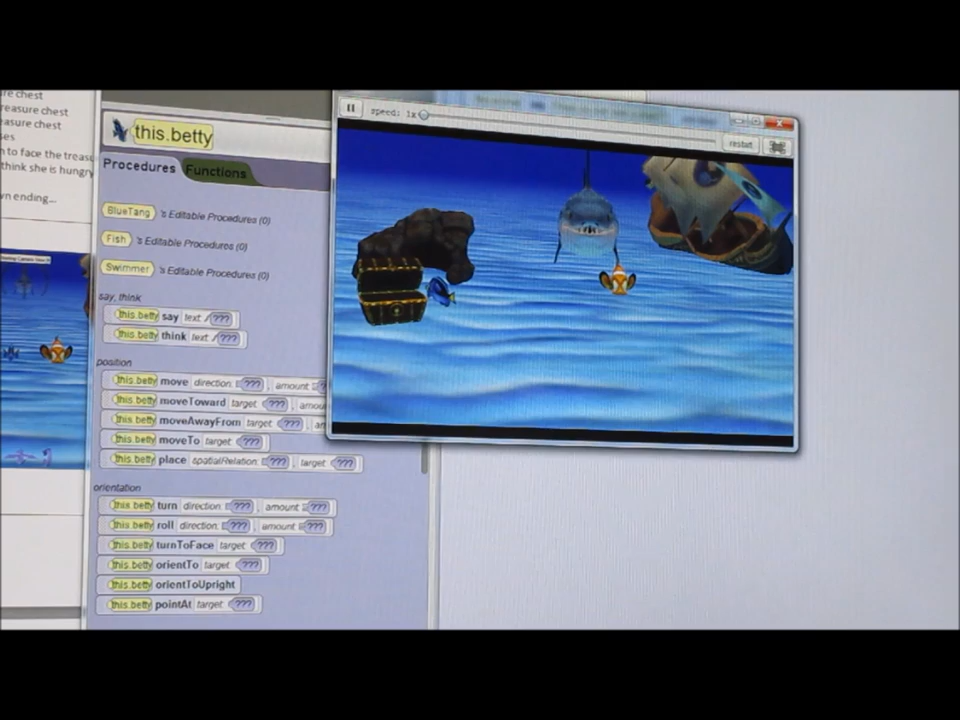 re chest
reasure chest
easure chest
ses
n to face the treasu
think she is hungry
wn ending...
this.betty
Procedures Functions
BlueTang 's Editable Procedures (0)
Fish 's Editable Procedures (0)
Swimmer 's Editable Procedures (0)
say, think
this.betty say text ???
this.betty think text ???
position
this.betty move direction: ??? , amount: ?
this.betty moveToward target ??? , amou
this.betty moveAwayFrom target ??? , am
this.betty moveTo target ???
this.betty place spatialRelation: ??? , target ???
orientation
this.betty turn direction: ??? , amount ???
this.betty roll direction: ??? , amount ???
this.betty turnToFace target ???
this.betty orientTo target ???
this.betty orientToUpright
this.betty pointAt target ???
speed: 1x
restart